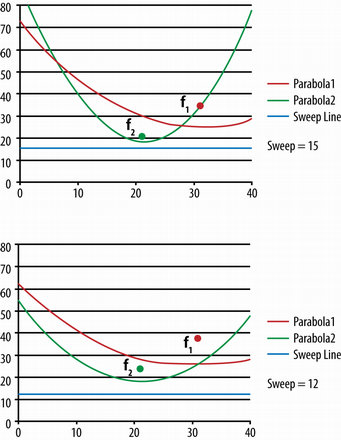 80
70
60
50
40
30
20
10
0
0 10 20 30 40
f1
f2
Parabola1
Parabola2
Sweep Line
Sweep = 15
80
70
60
50
40
30
20
10
0
0 10 20 30 40
f1
f2
Parabola1
Parabola2
Sweep Line
Sweep = 12